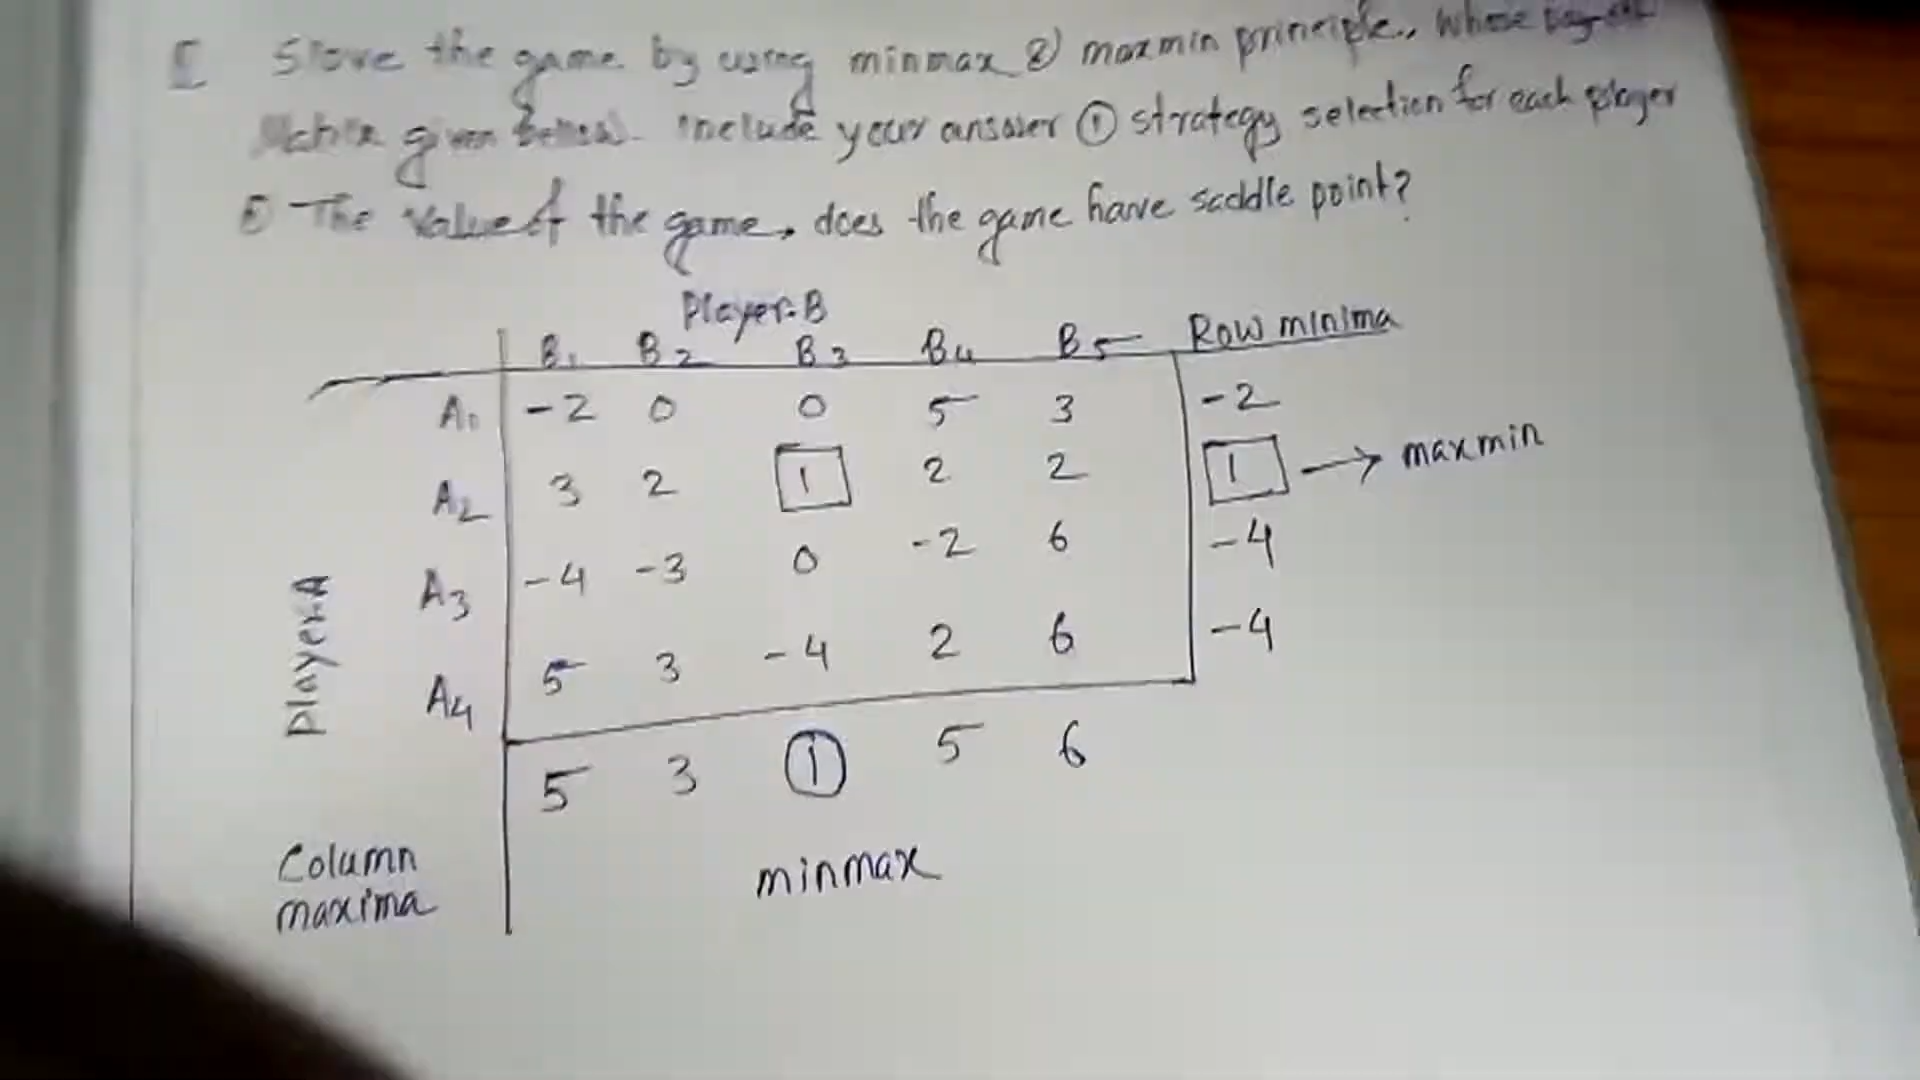 I Slove the game by using minmax & maxmin principle., whose
given below. Include your answer ① strategy selection for each player
The Value of the game, does the game have saddle point?
Player-B
B1 B2 B3 B4 B5 Row minima
A1 -2 0 0 5 3 -2
A2 3 2 1 2 2 1 → maxmin
A3 -4 -3 0 -2 6 -4
A4 5 3 -4 2 6 -4
Player-A
5 3 1 5 6
Column
maxima
minmax